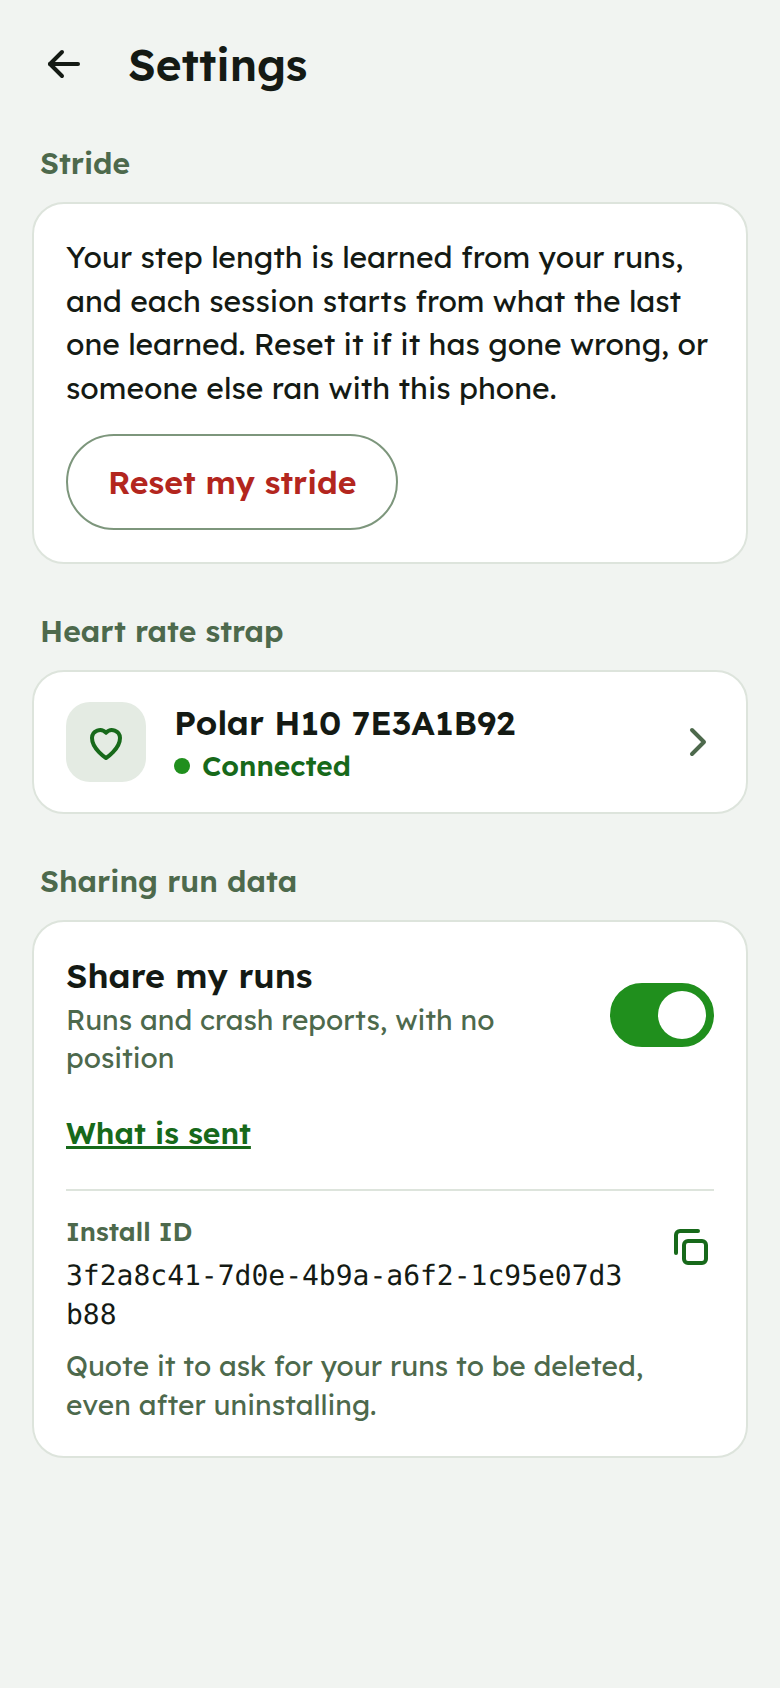 Settings
Stride
Your step length is learned from your runs,
and each session starts from what the last
one learned. Reset it if it has gone wrong, or
someone else ran with this phone.
Reset my stride
Heart rate strap
Polar H10 7E3A1B92
Connected
Sharing run data
Share my runs
Runs and crash reports, with no
position
What is sent
Install ID
3f2a8c41-7d0e-4b9a-a6f2-1c95e07d3
b88
Quote it to ask for your runs to be deleted,
even after uninstalling.